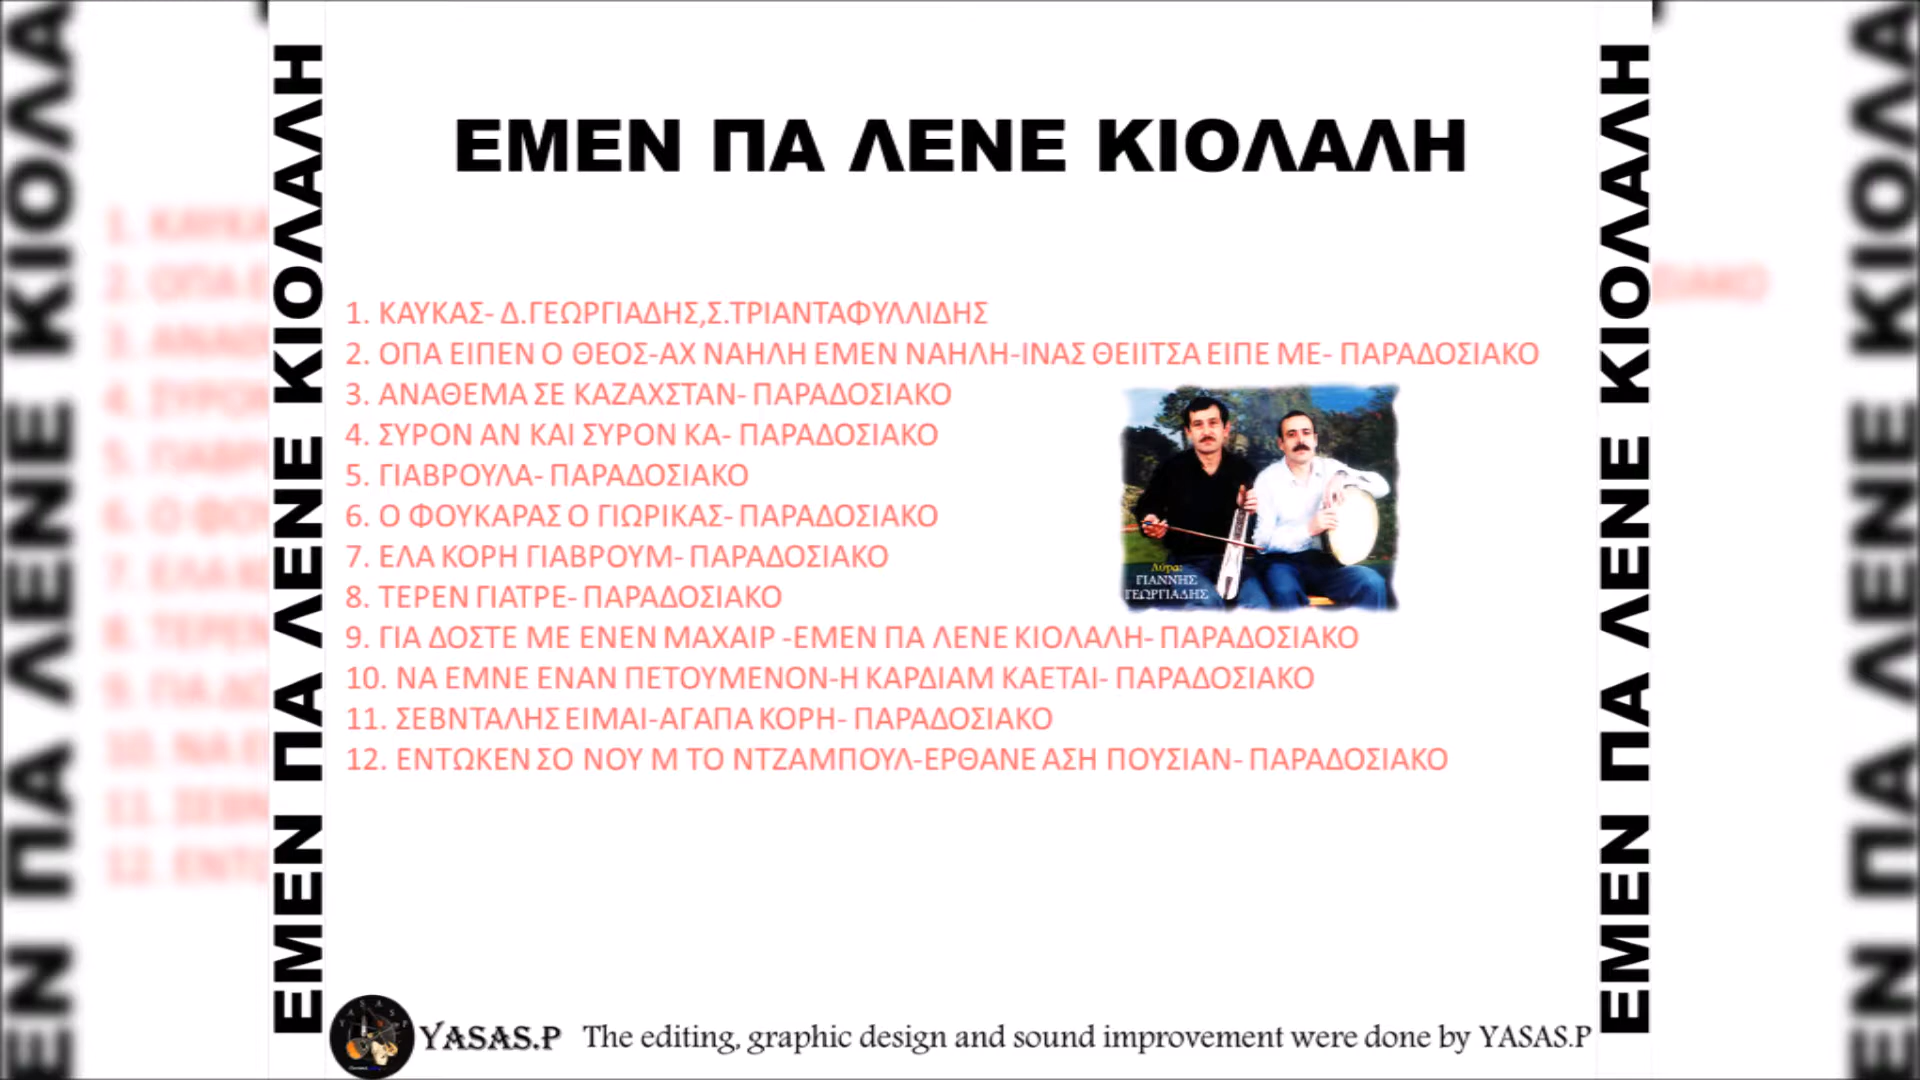 ΕΜΕΝ ΠΑ ΛΕΝΕ ΚΙΟΛΑΛΗ
ΕΜΕΝ ΠΑ ΛΕΝΕ ΚΙΟΛΑΛΗ
1. ΚΑΥΚΑΣ- Δ.ΓΕΩΡΓΙΑΔΗΣ,Σ.ΤΡΙΑΝΤΑΦΥΛΛΙΔΗΣ
2. ΟΠΑ ΕΙΠΕΝ Ο ΘΕΟΣ-ΑΧ ΝΑΗΛΗ ΕΜΕΝ ΝΑΗΛΗ-ΙΝΑΣ ΘΕΙΙΤΣΑ ΕΙΠΕ ΜΕ- ΠΑΡΑΔΟΣΙΑΚΟ
3. ΑΝΑΘΕΜΑ ΣΕ ΚΑΖΑΧΣΤΑΝ- ΠΑΡΑΔΟΣΙΑΚΟ
4. ΣΥΡΟΝ ΑΝ ΚΑΙ ΣΥΡΟΝ ΚΑ- ΠΑΡΑΔΟΣΙΑΚΟ
5. ΓΙΑΒΡΟΥΛΑ- ΠΑΡΑΔΟΣΙΑΚΟ
6. Ο ΦΟΥΚΑΡΑΣ Ο ΓΙΩΡΙΚΑΣ- ΠΑΡΑΔΟΣΙΑΚΟ
7. ΕΛΑ ΚΟΡΗ ΓΙΑΒΡΟΥΜ- ΠΑΡΑΔΟΣΙΑΚΟ
8. ΤΕΡΕΝ ΓΙΑΤΡΕ- ΠΑΡΑΔΟΣΙΑΚΟ
9. ΓΙΑ ΔΟΣΤΕ ΜΕ ΕΝΕΝ ΜΑΧΑΙΡ -ΕΜΕΝ ΠΑ ΛΕΝΕ ΚΙΟΛΑΛΗ- ΠΑΡΑΔΟΣΙΑΚΟ
10. ΝΑ ΕΜΝΕ ΕΝΑΝ ΠΕΤΟΥΜΕΝΟΝ-Η ΚΑΡΔΙΑΜ ΚΑΕΤΑΙ- ΠΑΡΑΔΟΣΙΑΚΟ
11. ΣΕΒΝΤΑΛΗΣ ΕΙΜΑΙ-ΑΓΑΠΑ ΚΟΡΗ- ΠΑΡΑΔΟΣΙΑΚΟ
12. ΕΝΤΩΚΕΝ ΣΟ ΝΟΥ Μ ΤΟ ΝΤΖΑΜΠΟΥΛ-ΕΡΘΑΝΕ ΑΣΗ ΠΟΥΣΙΑΝ- ΠΑΡΑΔΟΣΙΑΚΟ
Λύρα:
ΓΙΑΝΝΗΣ
ΓΕΩΡΓΙΑΔΗΣ
ΕΜΕΝ ΠΑ ΛΕΝΕ ΚΙΟΛΑΛΗ
YASAS.P The editing, graphic design and sound improvement were done by YASAS.P